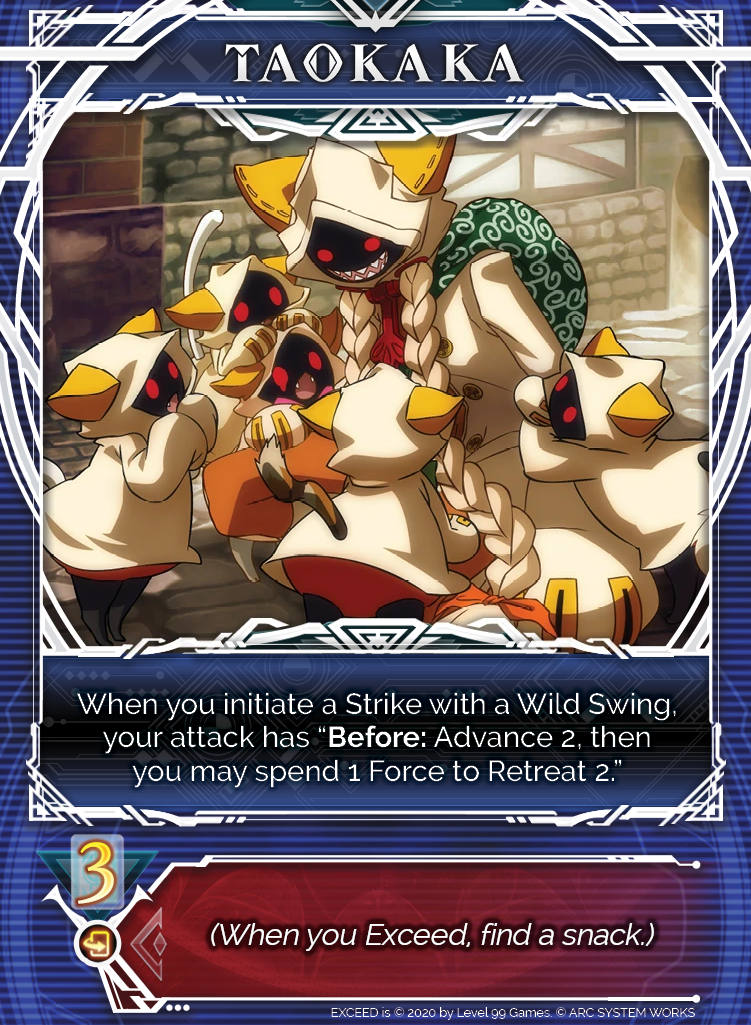 TAOKAKA
When you initiate a Strike with a Wild Swing,
your attack has “Before: Advance 2, then
you may spend 1 Force to Retreat 2.”
3
(When you Exceed, find a snack.)
EXCEED is © 2020 by Level 99 Games. © ARC SYSTEM WORKS